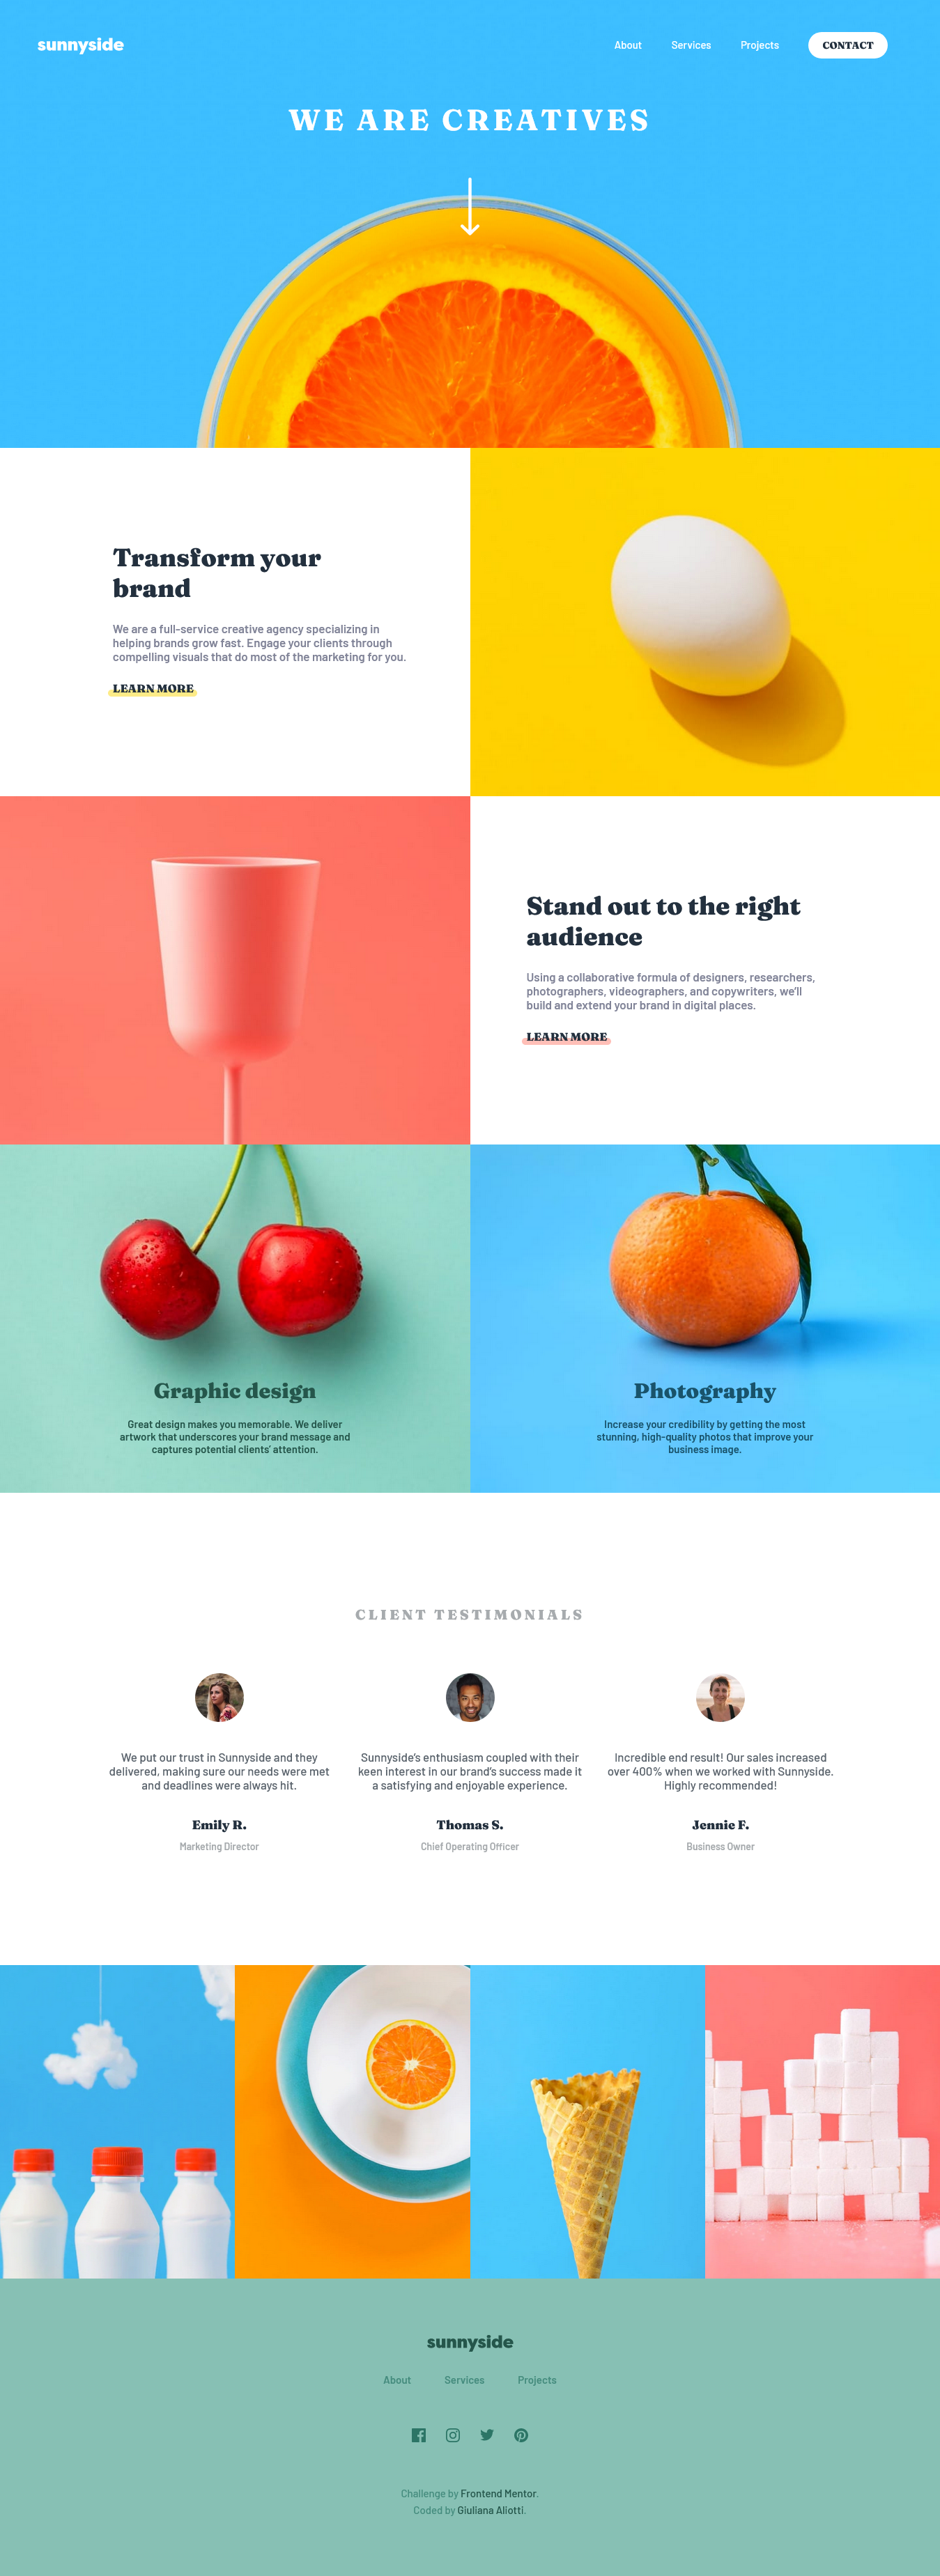 sunnyside
About Services Projects CONTACT
WE ARE CREATIVES
Transform your
brand
We are a full-service creative agency specializing in
helping brands grow fast. Engage your clients through
compelling visuals that do most of the marketing for you.
LEARN MORE
Stand out to the right
audience
Using a collaborative formula of designers, researchers,
photographers, videographers, and copywriters, we'll
build and extend your brand in digital places.
LEARN MORE
Graphic design
Great design makes you memorable. We deliver
artwork that underscores your brand message and
captures potential clients' attention.
Photography
Increase your credibility by getting the most
stunning, high-quality photos that improve your
business image.
CLIENT TESTIMONIALS
We put our trust in Sunnyside and they
delivered, making sure our needs were met
and deadlines were always hit.
Emily R.
Marketing Director
Sunnyside's enthusiasm coupled with their
keen interest in our brand's success made it
a satisfying and enjoyable experience.
Thomas S.
Chief Operating Officer
Incredible end result! Our sales increased
over 400% when we worked with Sunnyside.
Highly recommended!
Jennie F.
Business Owner
sunnyside
About Services Projects
Challenge by Frontend Mentor.
Coded by Giuliana Aliotti.